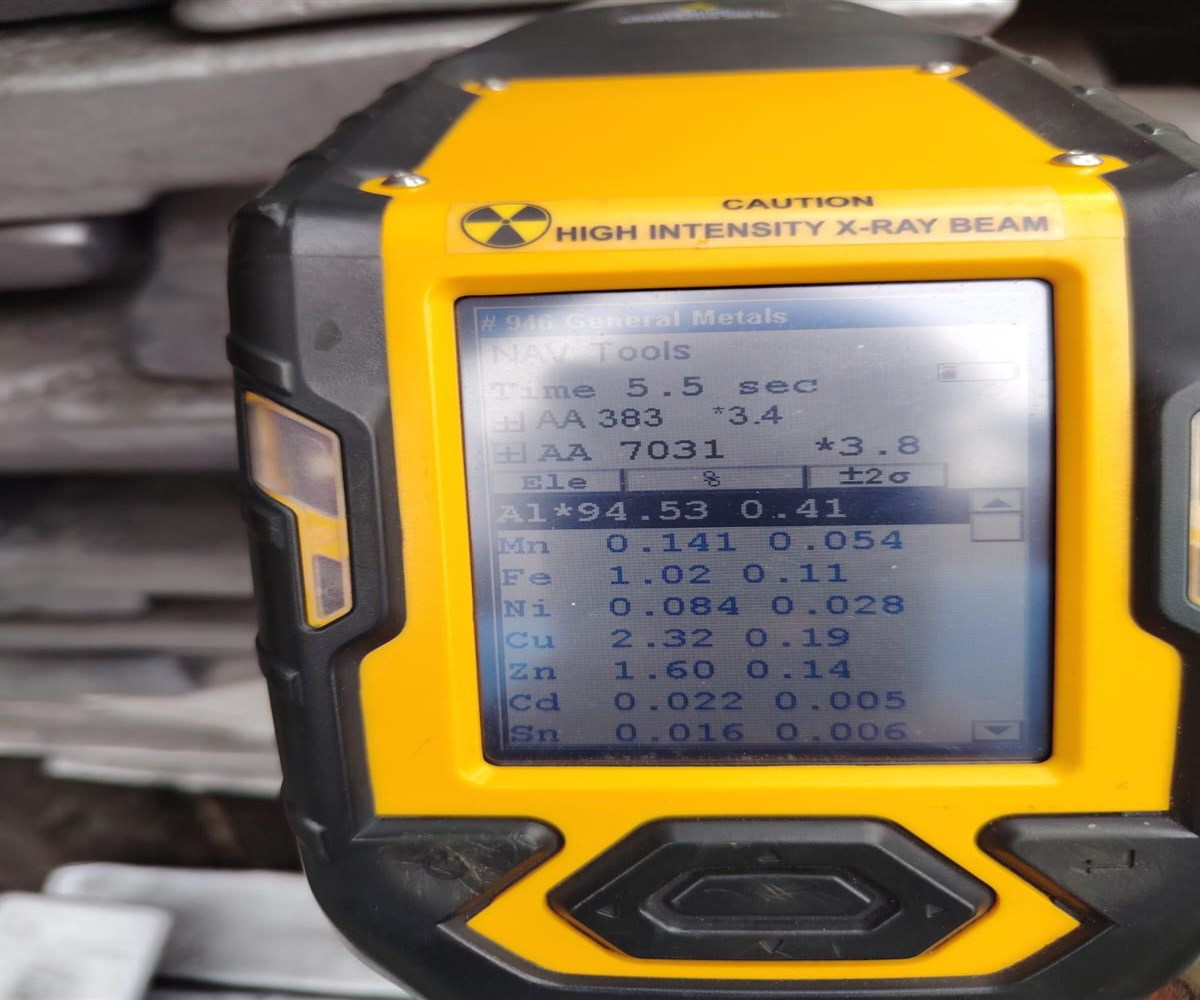 CAUTION
HIGH INTENSITY X-RAY BEAM
# 946 General Metals
NAV Tools
Time 5.5 sec
AA 383 *3.4
AA 7031 *3.8
Ele % ±2σ
Al*94.53 0.41
Mn 0.141 0.054
Fe 1.02 0.11
Ni 0.084 0.028
Cu 2.32 0.19
Zn 1.60 0.14
Cd 0.022 0.005
Sn 0.016 0.006